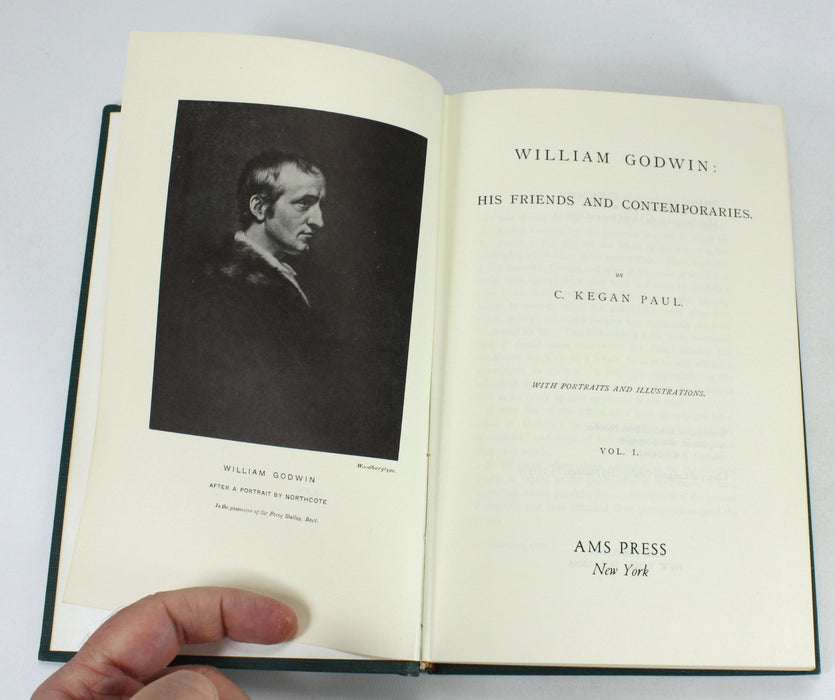 Woodburytype.
WILLIAM GODWIN
AFTER A PORTRAIT BY NORTHCOTE
In the possession of Sir Percy Shelley, Bart.
WILLIAM GODWIN:
HIS FRIENDS AND CONTEMPORARIES.
BY
C. KEGAN PAUL.
WITH PORTRAITS AND ILLUSTRATIONS.
VOL. I.
AMS PRESS
New York